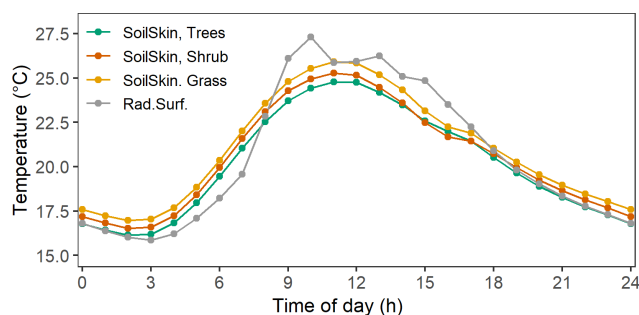 SoilSkin, Trees
SoilSkin, Shrub
SoilSkin. Grass
Rad.Surf.
Temperature (°C)
27.5
25.0
22.5
20.0
17.5
15.0
0 3 6 9 12 15 18 21 24
Time of day (h)